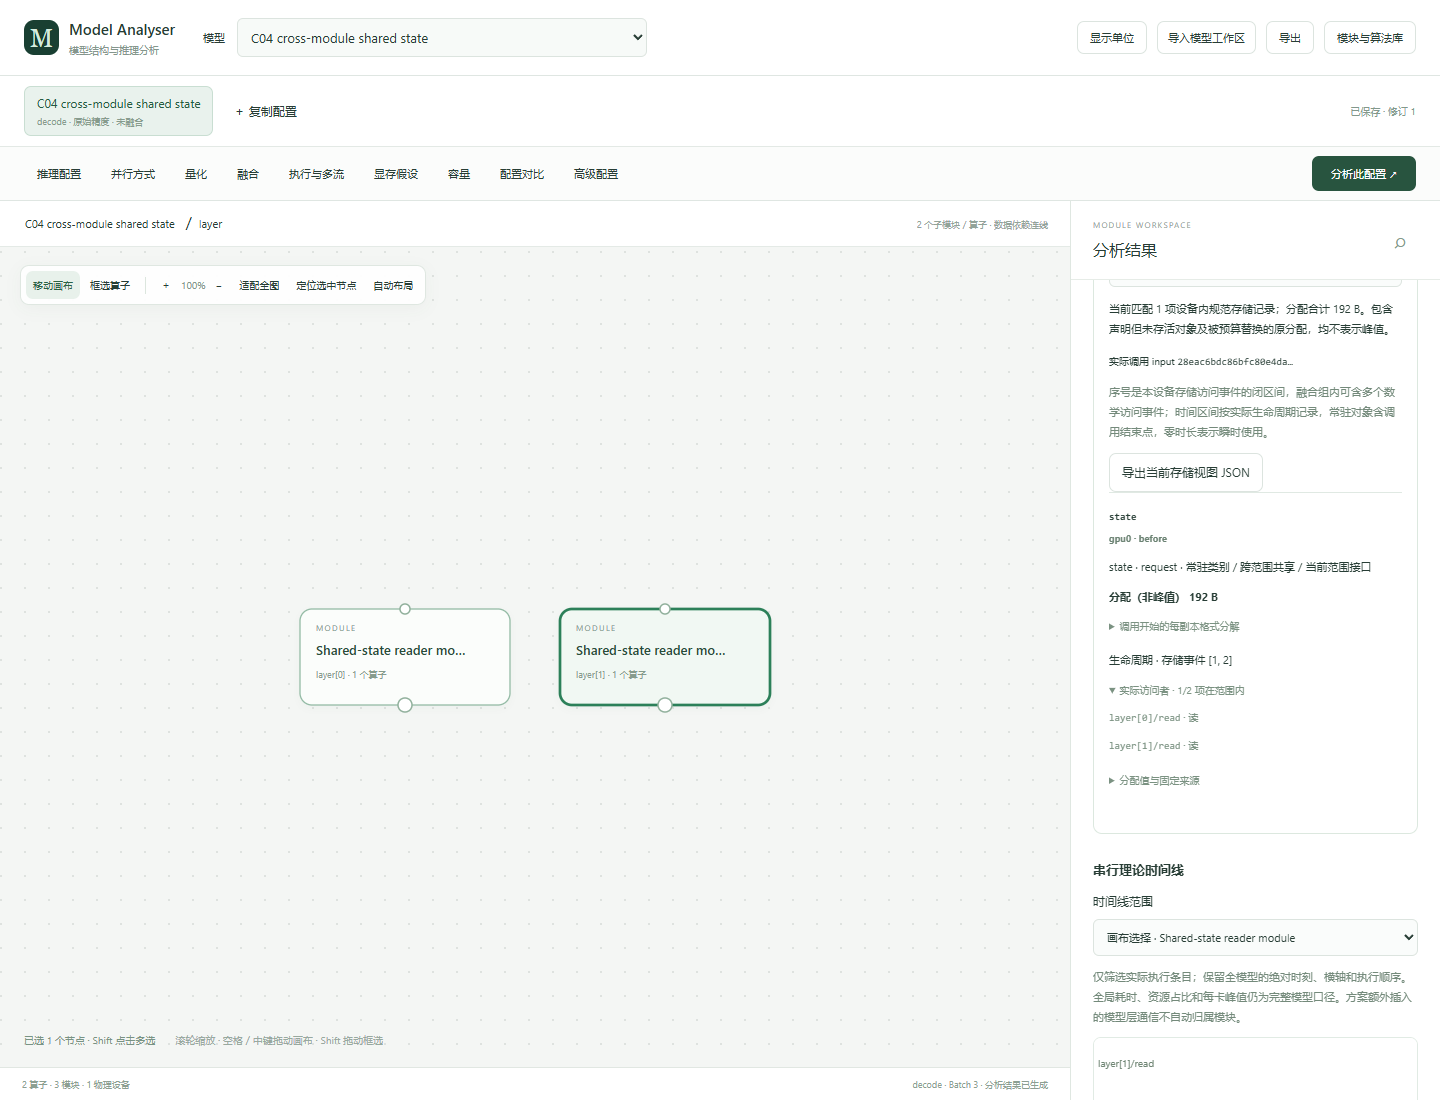 M
Model Analyser
模型结构与推理分析
模型
C04 cross-module shared state
显示单位
导入模型工作区
导出
模块与算法库
C04 cross-module shared state
decode · 原始精度 · 未融合
+ 复制配置
已保存 · 修订 1
推理配置
并行方式
量化
融合
执行与多流
显存假设
容量
配置对比
高级配置
分析此配置 ↗
C04 cross-module shared state / layer
2 个子模块 / 算子 · 数据依赖连线
移动画布
框选算子
+ 100% −
适配全图
定位选中节点
自动布局
MODULE
Shared-state reader mo...
layer[0] · 1 个算子
MODULE
Shared-state reader mo...
layer[1] · 1 个算子
已选 1 个节点 · Shift 点击多选
滚轮缩放 · 空格 / 中键拖动画布 · Shift 拖动框选
2 算子 · 3 模块 · 1 物理设备
decode · Batch 3 · 分析结果已生成
MODULE WORKSPACE
分析结果
当前匹配 1 项设备内规范存储记录；分配合计 192 B。包含
声明但未存活对象及被预算替换的原分配，均不表示峰值。
实际调用 input 28eac6bdc86bfc80e4da…
序号是本设备存储访问事件的闭区间，融合组内可含多个数
学访问事件；时间区间按实际生命周期记录，常驻对象含调
用结束点，零时长表示瞬时使用。
导出当前存储视图 JSON
state
gpu0 · before
state · request · 常驻类别 / 跨范围共享 / 当前范围接口
分配（非峰值） 192 B
▶ 调用开始的每副本格式分解
生命周期 · 存储事件 [1, 2]
▼ 实际访问者 · 1/2 项在范围内
layer[0]/read · 读
layer[1]/read · 读
▶ 分配值与固定来源
串行理论时间线
时间线范围
画布选择 · Shared-state reader module
仅筛选实际执行条目；保留全模型的绝对时刻、横轴和执行顺序。
全局耗时、资源占比和每卡峰值仍为完整模型口径。方案额外插入
的模型层通信不自动归属模块。
layer[1]/read